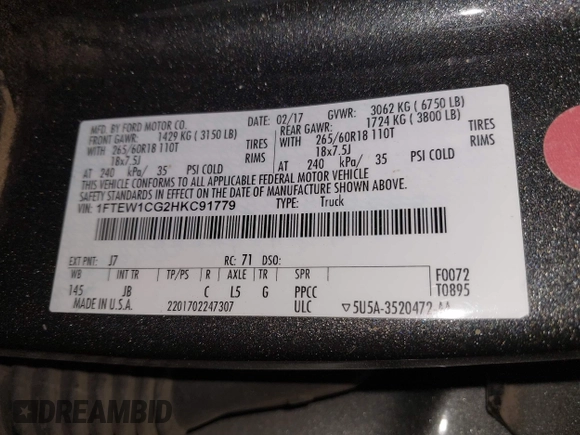 MFD. BY FORD MOTOR CO.
DATE: 02/17 GVWR: 3062 KG ( 6750 LB)
FRONT GAWR: 1429 KG ( 3150 LB)
REAR GAWR: 1724 KG ( 3800 LB)
WITH 265/60R18 110T TIRES
WITH 265/60R18 110T TIRES
18x7.5J RIMS
18x7.5J RIMS
AT 240 kPa/ 35 PSI COLD
AT 240 kPa/ 35 PSI COLD
THIS VEHICLE CONFORMS TO ALL APPLICABLE FEDERAL MOTOR VEHICLE
SAFETY STANDARDS IN EFFECT ON THE DATE OF MANUFACTURE SHOWN ABOVE.
VIN: 1FTEW1CG2HKC91779
TYPE: Truck
EXT PNT: J7 RC: 71 DSO:
WB INT TR TP/PS R AXLE TR SPR F0072
145 JB C L5 G PPCC T0895
MADE IN U.S.A. 2201702247307 ULC ▽5U5A-3520472-AA
DREAMBID